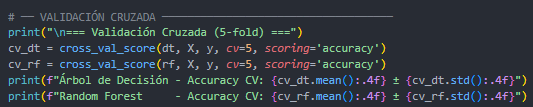 # —— VALIDACIÓN CRUZADA ——————————————————
print("\n=== Validación Cruzada (5-fold) ===")
cv_dt = cross_val_score(dt, X, y, cv=5, scoring='accuracy')
cv_rf = cross_val_score(rf, X, y, cv=5, scoring='accuracy')
print(f"Árbol de Decisión  - Accuracy CV: {cv_dt.mean():.4f} ± {cv_dt.std():.4f}")
print(f"Random Forest      - Accuracy CV: {cv_rf.mean():.4f} ± {cv_rf.std():.4f}")